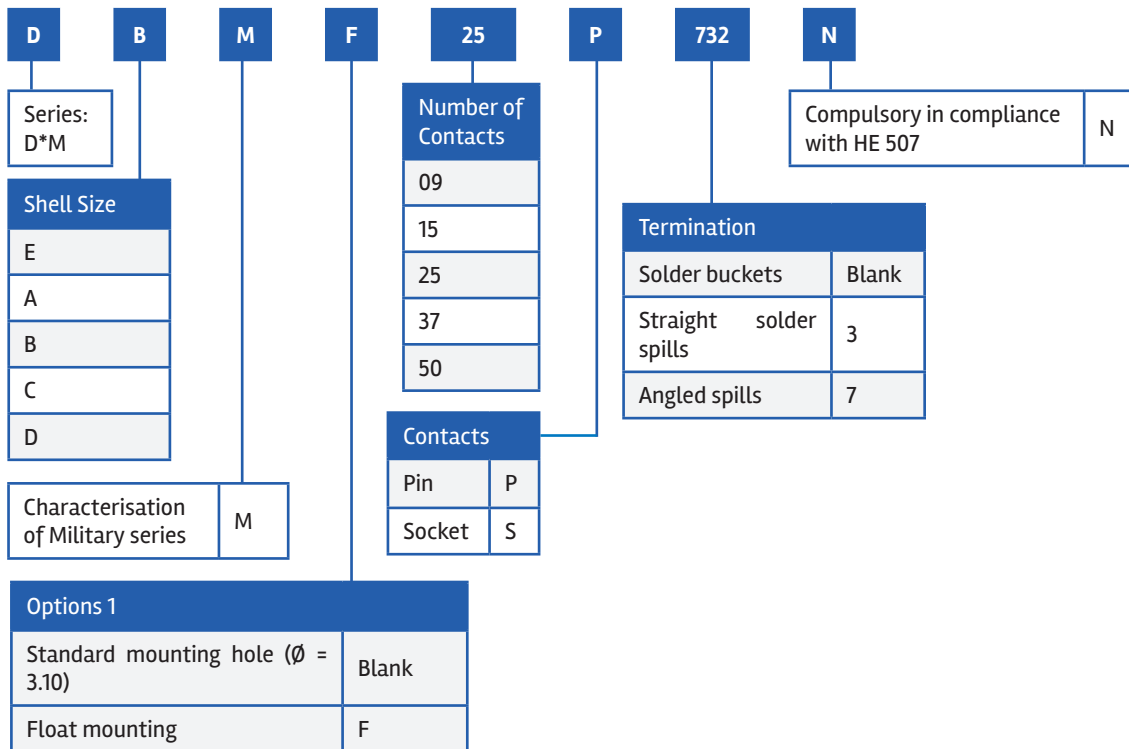 D B M F 25 P 732 N
Series:
D*M
Shell Size
E
A
B
C
D
Characterisation
of Military series M
Options 1
Standard mounting hole (Ø =
3.10) Blank
Float mounting F
Number of
Contacts
09
15
25
37
50
Contacts
Pin P
Socket S
Termination
Solder buckets Blank
Straight solder
spills 3
Angled spills 7
Compulsory in compliance
with HE 507 N